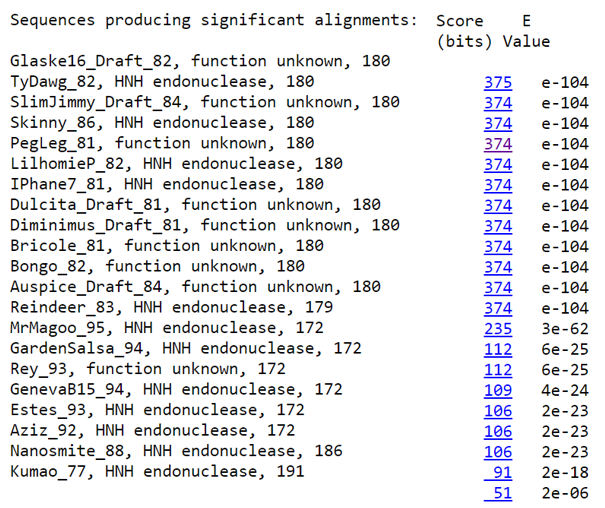 Sequences producing significant alignments: Score E
(bits) Value
Glaske16_Draft_82, function unknown, 180
TyDawg_82, HNH endonuclease, 180 375 e-104
SlimJimmy_Draft_84, function unknown, 180 374 e-104
Skinny_86, HNH endonuclease, 180 374 e-104
PegLeg_81, function unknown, 180 374 e-104
LilhomieP_82, HNH endonuclease, 180 374 e-104
IPhane7_81, HNH endonuclease, 180 374 e-104
Dulcita_Draft_81, function unknown, 180 374 e-104
Diminimus_Draft_81, function unknown, 180 374 e-104
Bricole_81, function unknown, 180 374 e-104
Bongo_82, function unknown, 180 374 e-104
Auspice_Draft_84, function unknown, 180 374 e-104
Reindeer_83, HNH endonuclease, 179 374 e-104
MrMagoo_95, HNH endonuclease, 172 235 3e-62
GardenSalsa_94, HNH endonuclease, 172 112 6e-25
Rey_93, function unknown, 172 112 6e-25
GenevaB15_94, HNH endonuclease, 172 109 4e-24
Estes_93, HNH endonuclease, 172 106 2e-23
Aziz_92, HNH endonuclease, 172 106 2e-23
Nanosmite_88, HNH endonuclease, 186 106 2e-23
Kumao_77, HNH endonuclease, 191 91 2e-18
51 2e-06